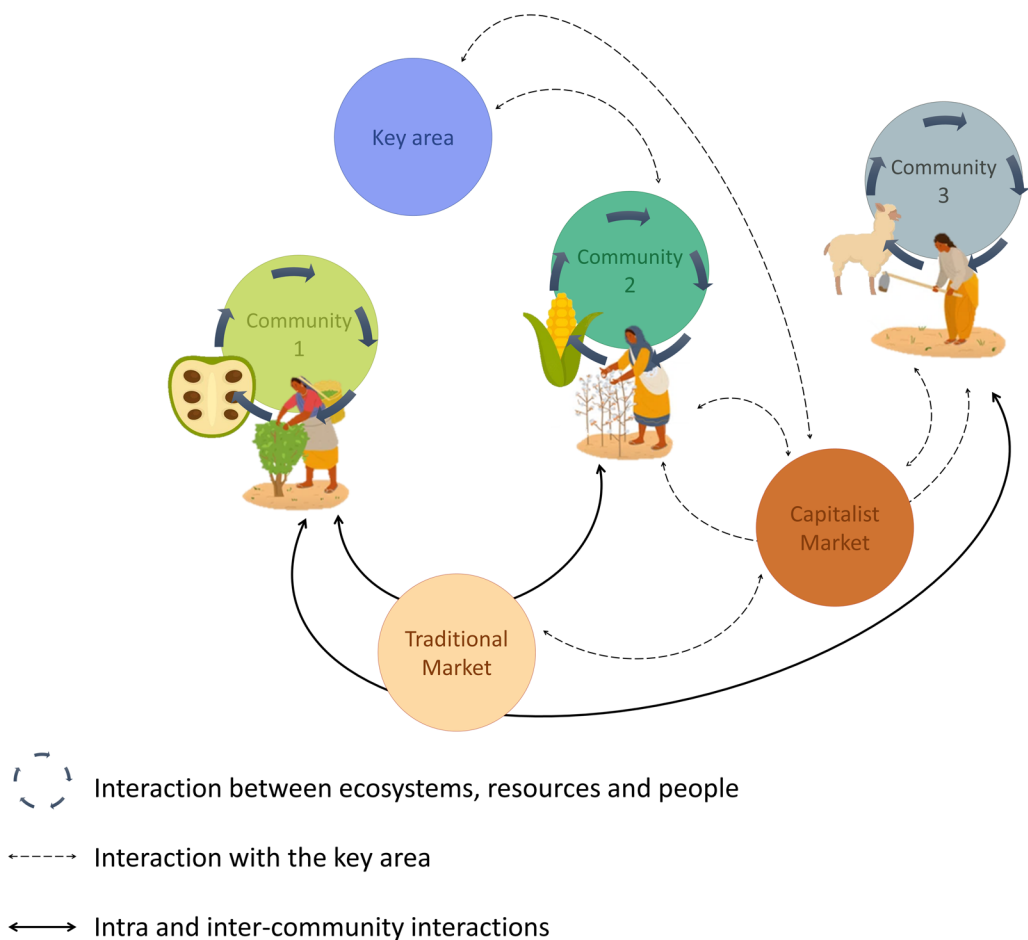 Key area
Community
3
Community
2
Community
1
Capitalist
Market
Traditional
Market
Interaction between ecosystems, resources and people
Interaction with the key area
Intra and inter-community interactions